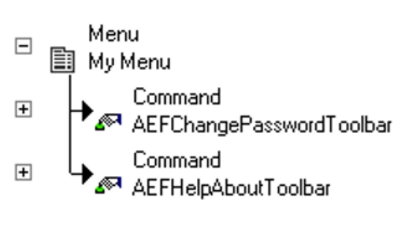 Menu
My Menu
Command
AEFChangePasswordToolbar
Command
AEFHelpAboutToolbar